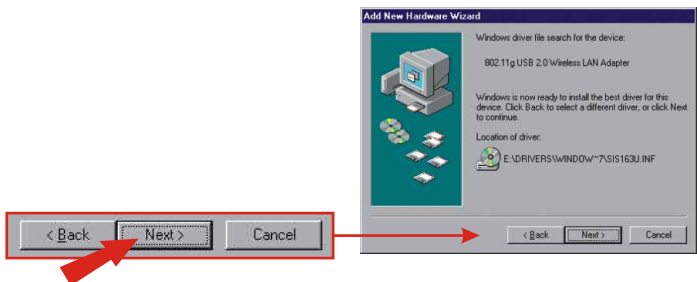 Add New Hardware Wizard
Windows driver file search for the device:
802.11g USB 2.0 Wireless LAN Adapter
Windows is now ready to install the best driver for this
device. Click Back to select a different driver, or click Next
to continue.
Location of driver:
E:\DRIVERS\WINDOW~7\SIS163U.INF
< Back Next > Cancel
< Back Next > Cancel